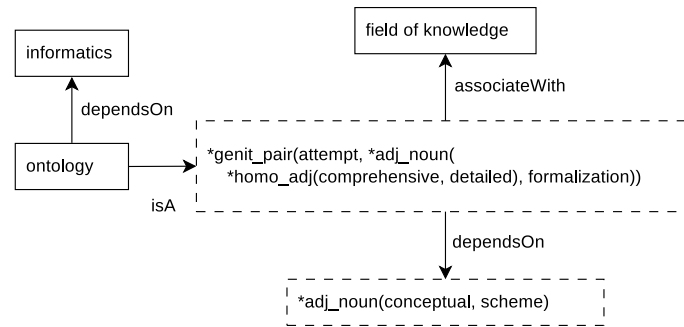 field of knowledge
informatics
associateWith
dependsOn
*genit_pair(attempt, *adj_noun(
*homo_adj(comprehensive, detailed), formalization))
ontology
isA
dependsOn
*adj_noun(conceptual, scheme)